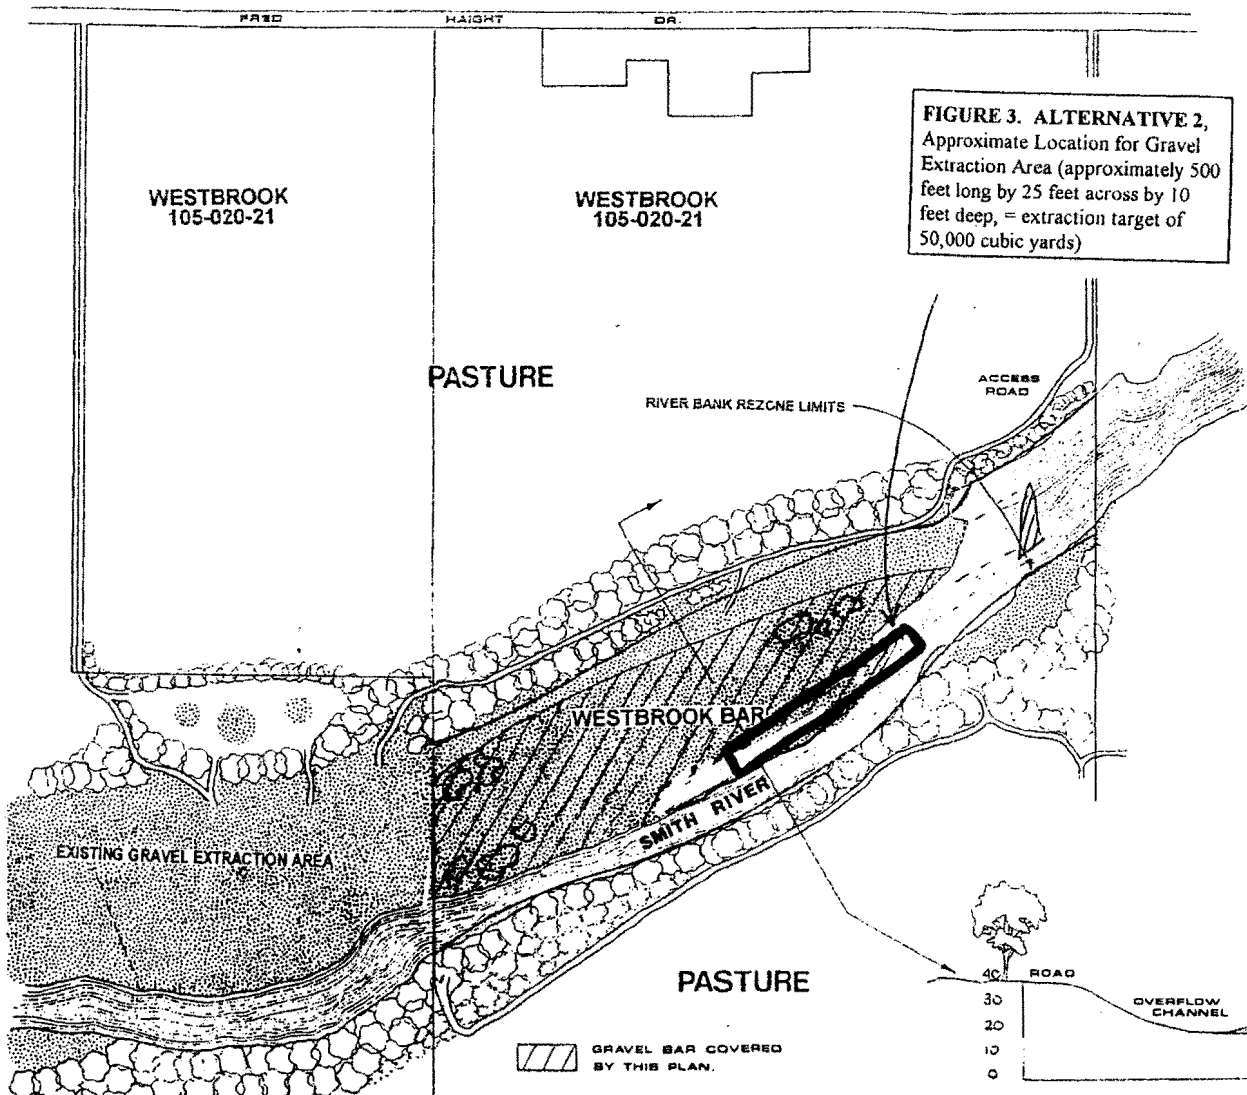 FRED HAIGHT DR.
FIGURE 3. ALTERNATIVE 2,
Approximate Location for Gravel
Extraction Area (approximately 500
feet long by 25 feet across by 10
feet deep, = extraction target of
50,000 cubic yards)
WESTBROOK
105-020-21
WESTBROOK
105-020-21
PASTURE
ACCESS
ROAD
RIVER BANK REZONE LIMITS
WESTBROOK BAR
SMITH RIVER
EXISTING GRAVEL EXTRACTION AREA
PASTURE
40
30
20
10
0
ROAD
OVERFLOW
CHANNEL
GRAVEL BAR COVERED
BY THIS PLAN.